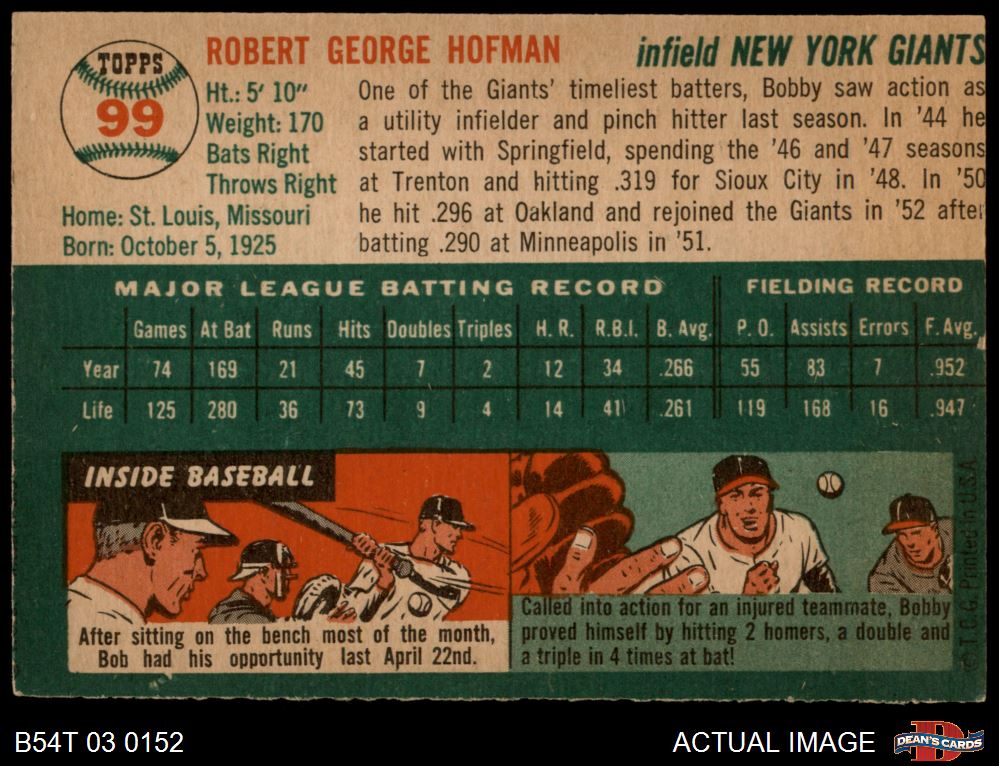 TOPPS
99
ROBERT GEORGE HOFMAN
infield NEW YORK GIANTS
Ht.: 5' 10"
Weight: 170
Bats Right
Throws Right
Home: St. Louis, Missouri
Born: October 5, 1925
One of the Giants' timeliest batters, Bobby saw action as
a utility infielder and pinch hitter last season. In '44 he
started with Springfield, spending the '46 and '47 seasons
at Trenton and hitting .319 for Sioux City in '48. In '50
he hit .296 at Oakland and rejoined the Giants in '52 after
batting .290 at Minneapolis in '51.
MAJOR LEAGUE BATTING RECORD FIELDING RECORD
Games At Bat Runs Hits Doubles Triples H. R. R.B.I. B. Avg. P. O. Assists Errors F. Avg.
Year 74 169 21 45 7 2 12 34 .266 55 83 7 .952
Life 125 280 36 73 9 4 14 41 .261 119 168 16 .947
INSIDE BASEBALL
After sitting on the bench most of the month,
Bob had his opportunity last April 22nd.
Called into action for an injured teammate, Bobby
proved himself by hitting 2 homers, a double and
a triple in 4 times at bat!
© T.C.G. Printed in U.S.A.
B54T 03 0152
ACTUAL IMAGE
D
DEAN'S CARDS